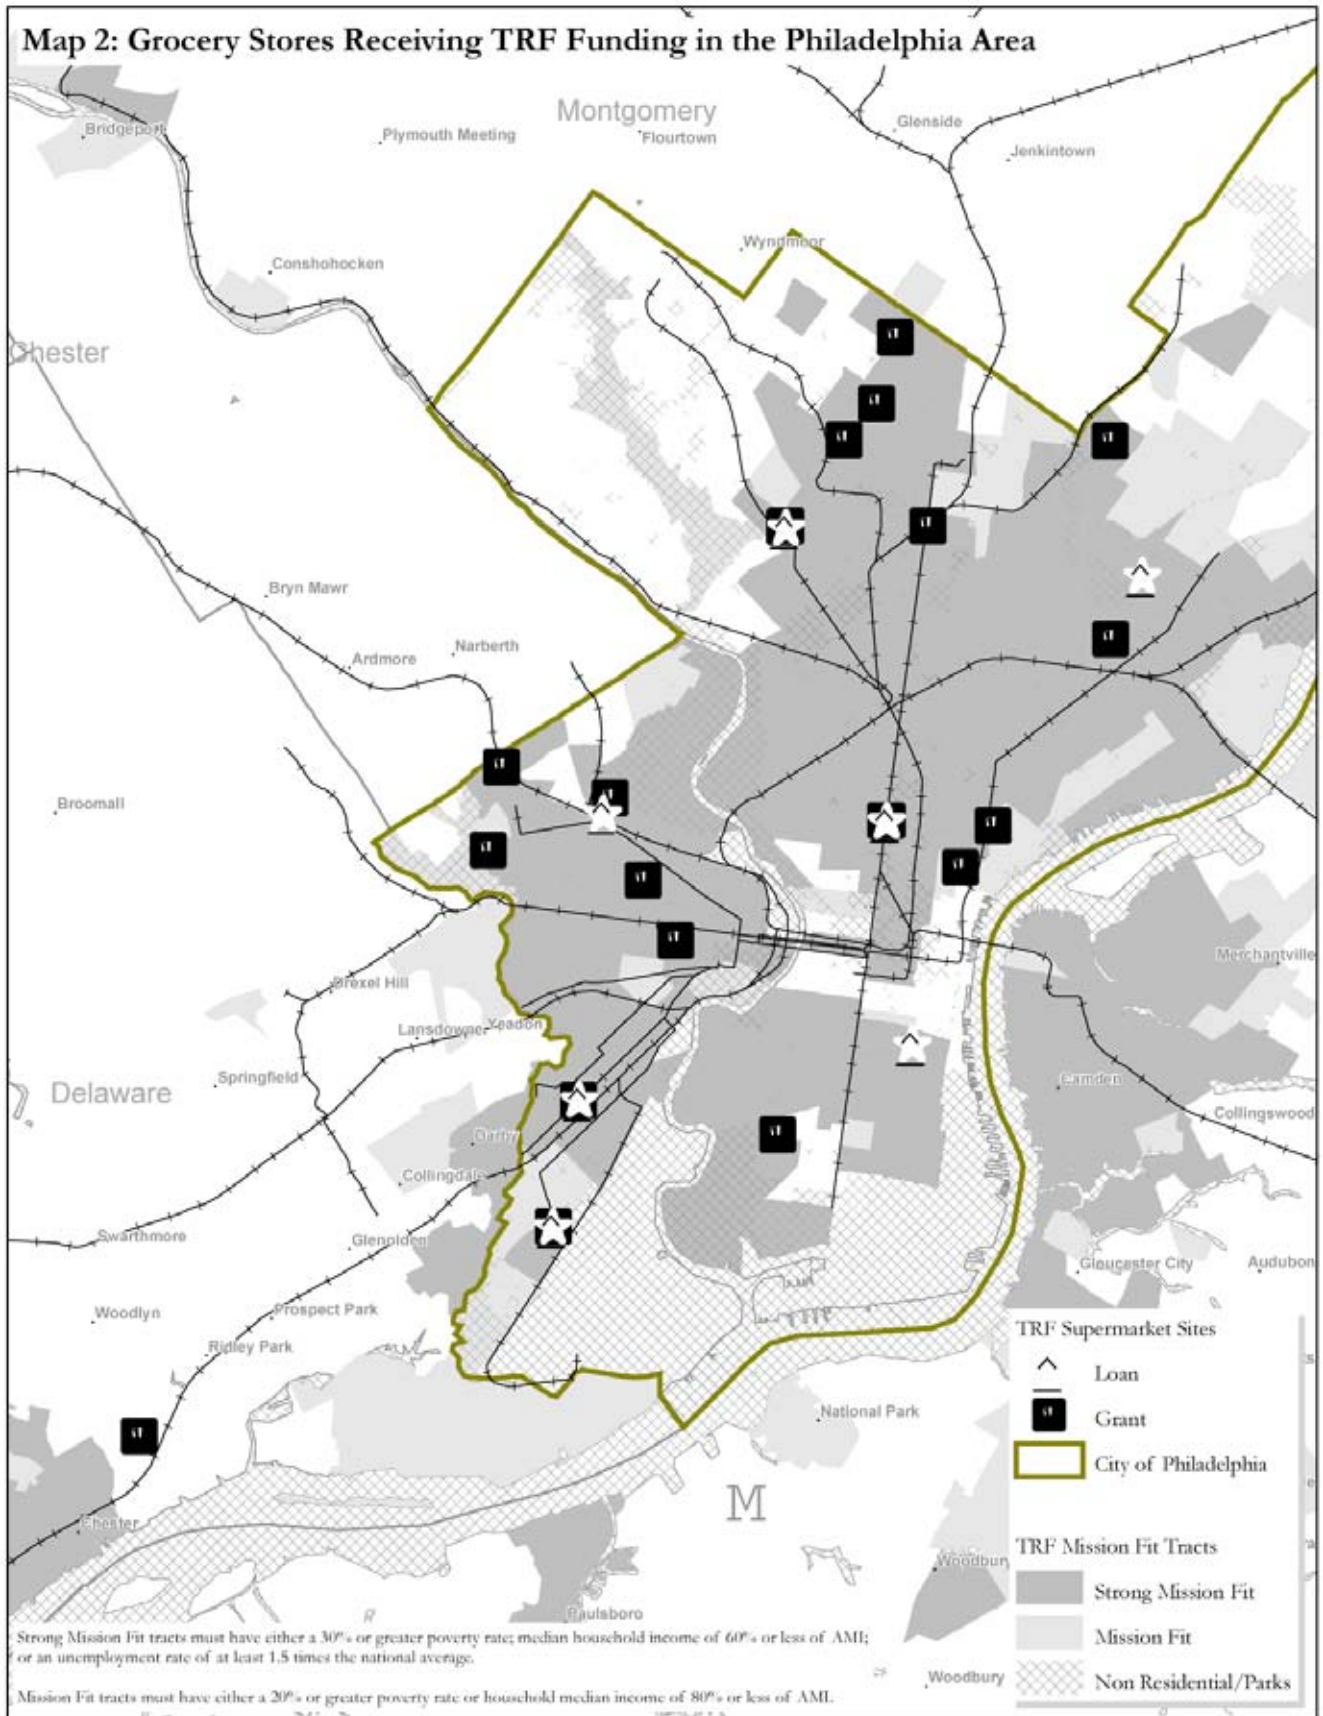 Map 2: Grocery Stores Receiving TRF Funding in the Philadelphia Area
Montgomery
Glenside
Bridgeport
Plymouth Meeting
Flourtown
Jenkintown
Wyndmoor
Conshohocken
Chester
Bryn Mawr
Narberth
Ardmore
Broomall
Merchantville
Drexel Hill
Lansdowne
Yeadon
Springfield
Camden
Delaware
Collingswood
Darby
Collingdale
Swarthmore
Glenolden
Gloucester City
Audubon
Prospect Park
Woodlyn
Ridley Park
TRF Supermarket Sites
Loan
National Park
Grant
City of Philadelphia
M
Chester
TRF Mission Fit Tracts
Woodbury
Strong Mission Fit
Paulsboro
Strong Mission Fit tracts must have either a 30% or greater poverty rate; median household income of 60% or less of AMI;
or an unemployment rate of at least 1.5 times the national average.
Mission Fit
Woodbury
Non Residential/Parks
Mission Fit tracts must have either a 20% or greater poverty rate or household median income of 80% or less of AMI.